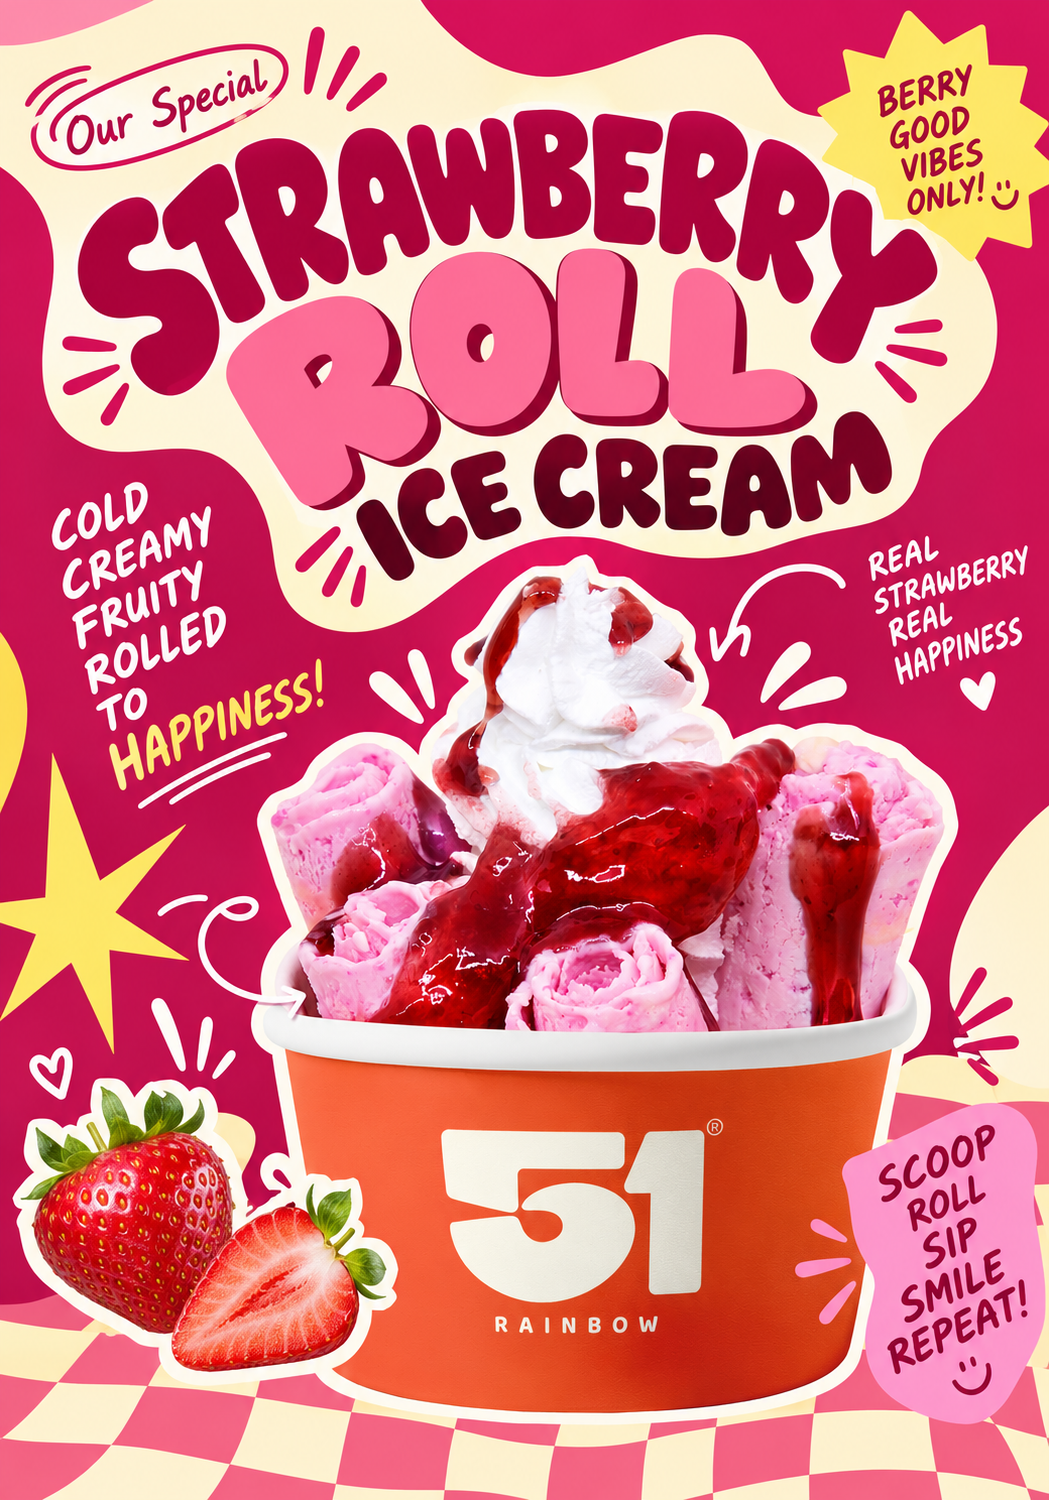 Our Special
STRAWBERRY
ROLL
ICE CREAM
BERRY
GOOD
VIBES
ONLY!
COLD
CREAMY
FRUITY
ROLLED
TO
HAPPINESS!
REAL
STRAWBERRY
REAL
HAPPINESS
51®
RAINBOW
SCOOP
ROLL
SIP
SMILE
REPEAT!